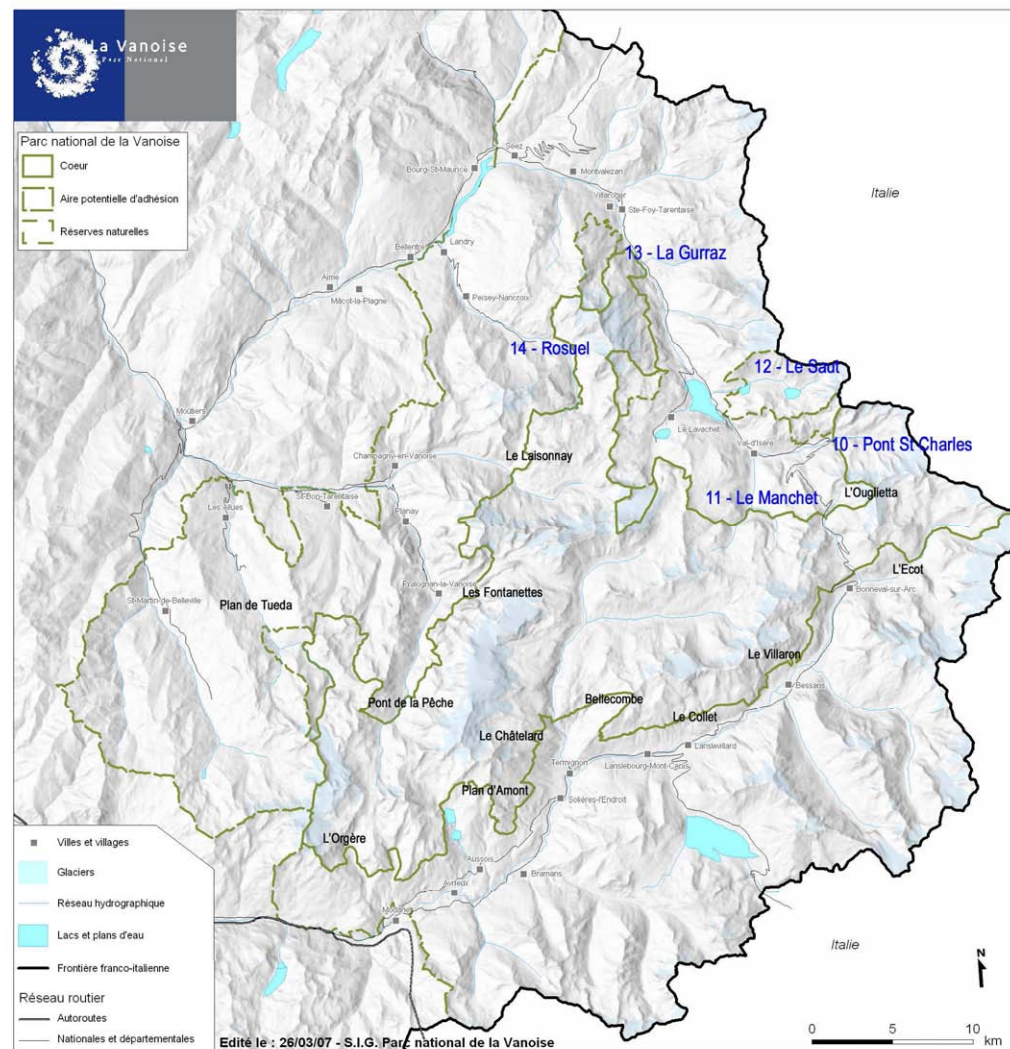 La Vanoise
Parc National
Parc national de la Vanoise
Coeur
Aire potentielle d'adhésion
Réserves naturelles
Séez
Bourg-St-Maurice
Montvalezan
Italie
Villaroger
Ste-Foy-Tarentaise
13 - La Gurraz
Landry
Bellentre
Aime
Mâcot-la-Plagne
Peisey-Nancroix
14 - Rosuel
12 - Le Saut
Moûtiers
Le Lavachet
Val-d'Isère
10 - Pont St Charles
Le Laisonnay
Champagny-en-Vanoise
11 - Le Manchet
L'Ouglietta
Les Allues
St-Bon-Tarentaise
Planay
L'Ecot
Pralognan-la-Vanoise
Les Fontanettes
Bonneval-sur-Arc
Plan de Tueda
St-Martin-de-Belleville
Le Villaron
Bessans
Pont de la Pêche
Bellecombe
Le Collet
Le Châtelard
Lanslevillard
Lanslebourg-Mont-Cenis
Termignon
Plan d'Amont
Sollières-l'Endroit
L'Orgère
Aussois
Bramans
Avrieux
Modane
Italie
Villes et villages
Glaciers
Réseau hydrographique
Lacs et plans d'eau
Frontière franco-italienne
Réseau routier
Autoroutes
Nationales et départementales
Edité le : 26/03/07 - S.I.G. Parc national de la Vanoise
N
0 5 10
km